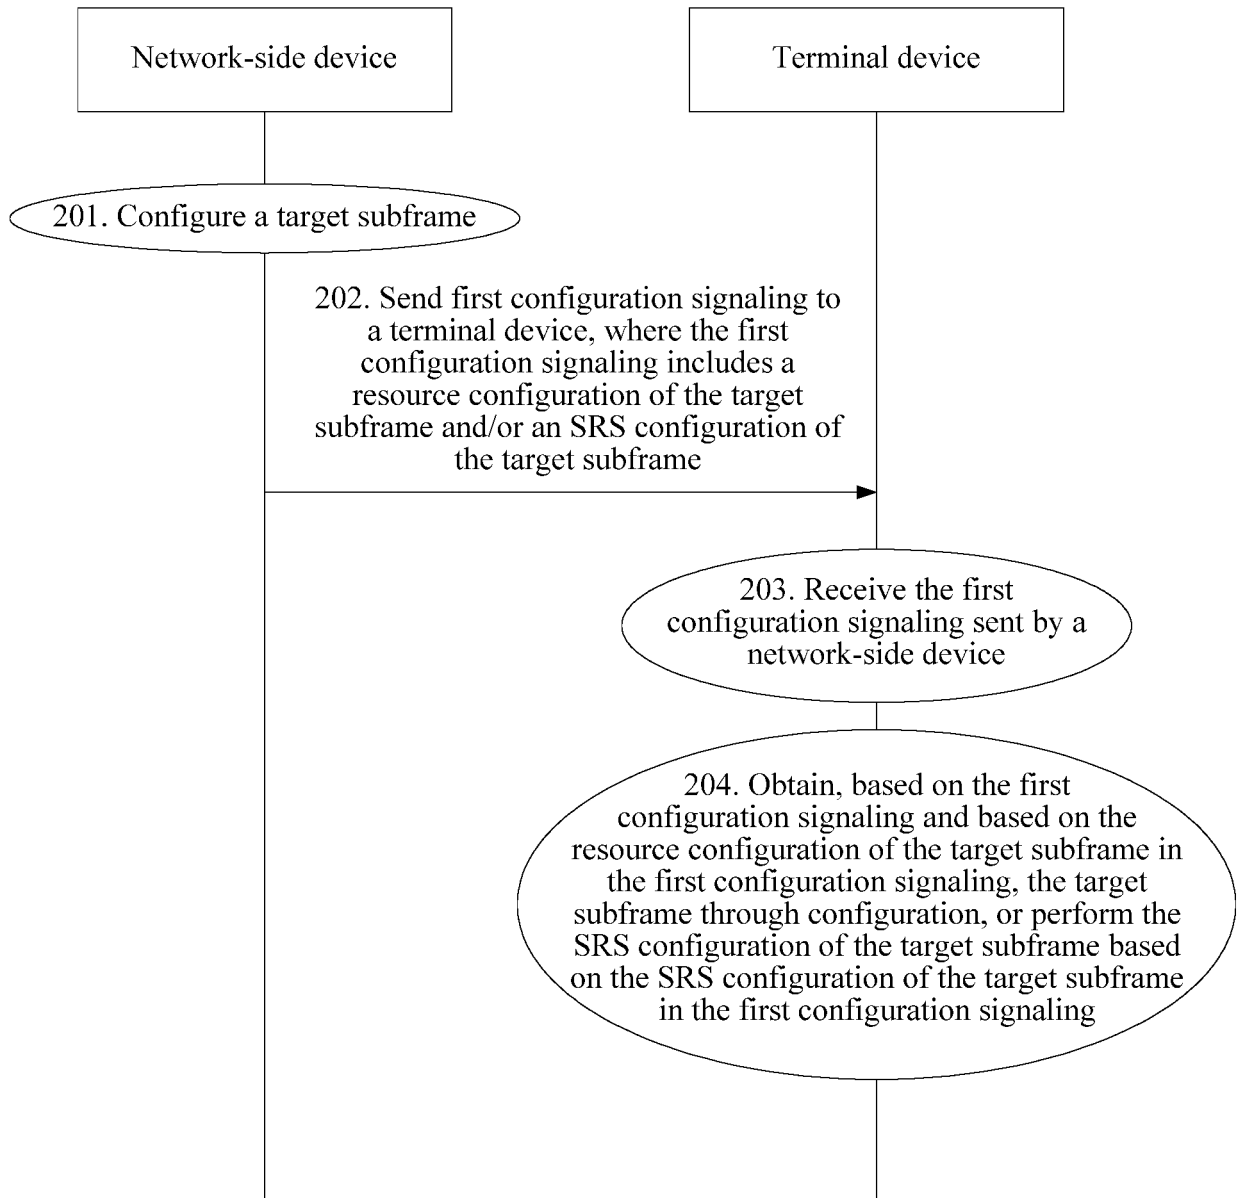 Network-side device
Terminal device
201. Configure a target subframe
202. Send first configuration signaling to
a terminal device, where the first
configuration signaling includes a
resource configuration of the target
subframe and/or an SRS configuration of
the target subframe
203. Receive the first
configuration signaling sent by a
network-side device
204. Obtain, based on the first
configuration signaling and based on the
resource configuration of the target subframe in
the first configuration signaling, the target
subframe through configuration, or perform the
SRS configuration of the target subframe based
on the SRS configuration of the target subframe
in the first configuration signaling